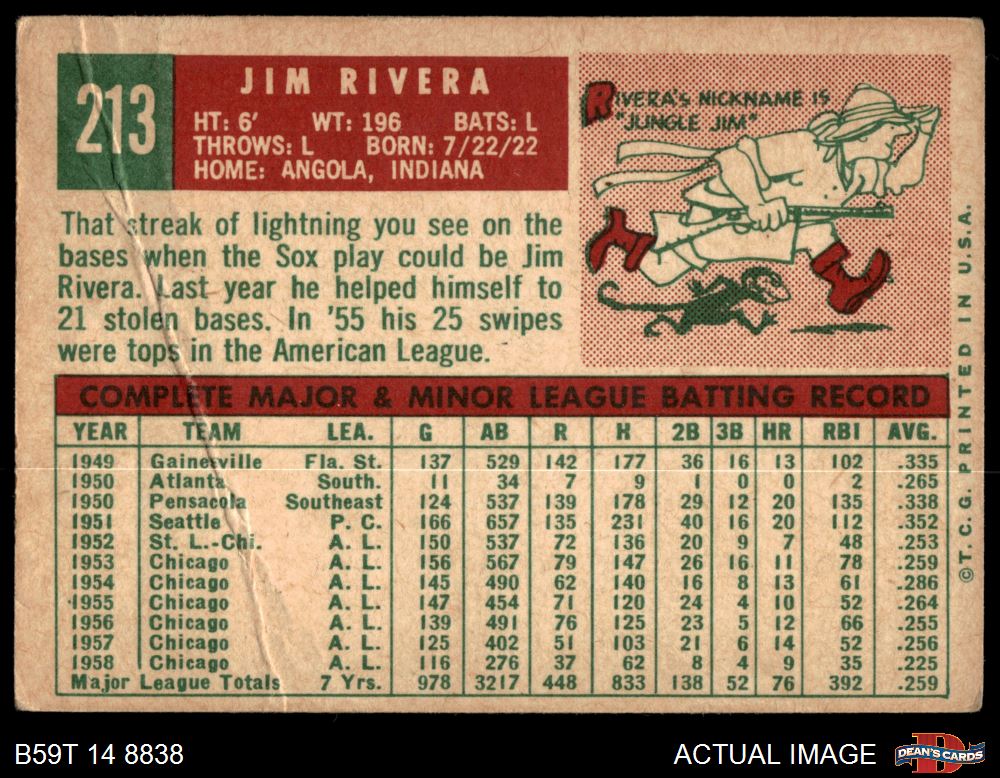 213
JIM RIVERA
HT: 6' WT: 196 BATS: L
THROWS: L BORN: 7/22/22
HOME: ANGOLA, INDIANA
RIVERA'S NICKNAME IS
"JUNGLE JIM"
That streak of lightning you see on the
bases when the Sox play could be Jim
Rivera. Last year he helped himself to
21 stolen bases. In '55 his 25 swipes
were tops in the American League.
COMPLETE MAJOR & MINOR LEAGUE BATTING RECORD
YEAR TEAM LEA. G AB R H 2B 3B HR RBI AVG.
1949 Gainesville Fla. St. 137 529 142 177 36 16 13 102 .335
1950 Atlanta South. 11 34 7 9 1 0 0 2 .265
1950 Pensacola Southeast 124 537 139 178 29 12 20 135 .338
1951 Seattle P. C. 166 657 135 231 40 16 20 112 .352
1952 St. L.-Chi. A. L. 150 537 72 136 20 9 7 48 .253
1953 Chicago A. L. 156 567 79 147 26 16 11 78 .259
1954 Chicago A. L. 145 490 62 140 16 8 13 61 .286
1955 Chicago A. L. 147 454 71 120 24 4 10 52 .264
1956 Chicago A. L. 139 491 76 125 23 5 12 66 .255
1957 Chicago A. L. 125 402 51 103 21 6 14 52 .256
1958 Chicago A. L. 116 276 37 62 8 4 9 35 .225
Major League Totals 7 Yrs. 978 3217 448 833 138 52 76 392 .259
©T. C. G. PRINTED IN U.S.A.
B59T 14 8838
ACTUAL IMAGE
DEAN'S CARDS